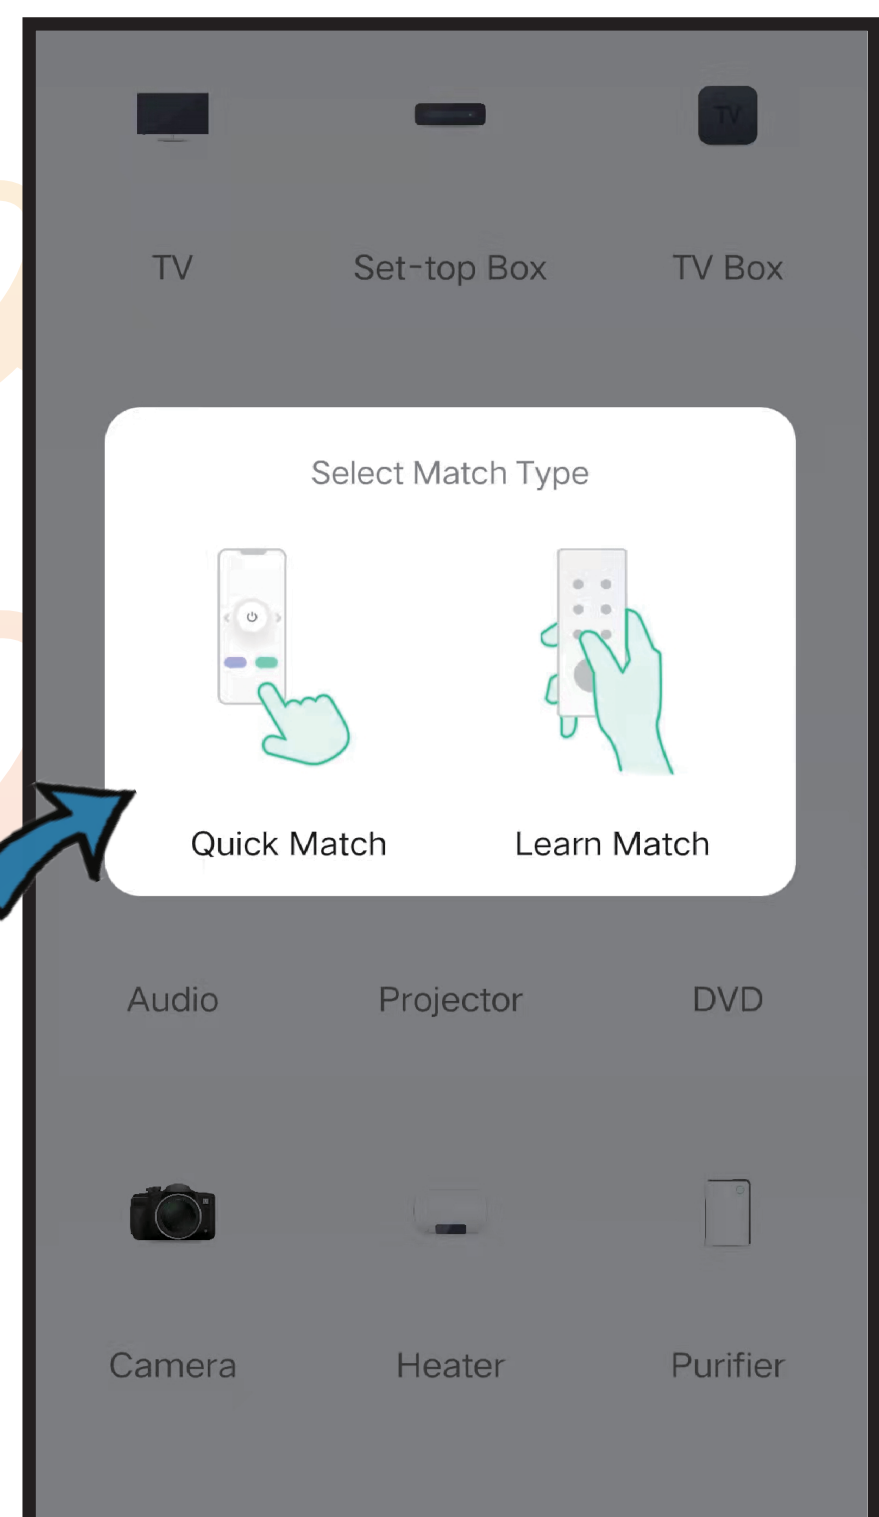 TV
TV Set-top Box TV Box
Select Match Type
Quick Match Learn Match
Audio Projector DVD
Camera Heater Purifier